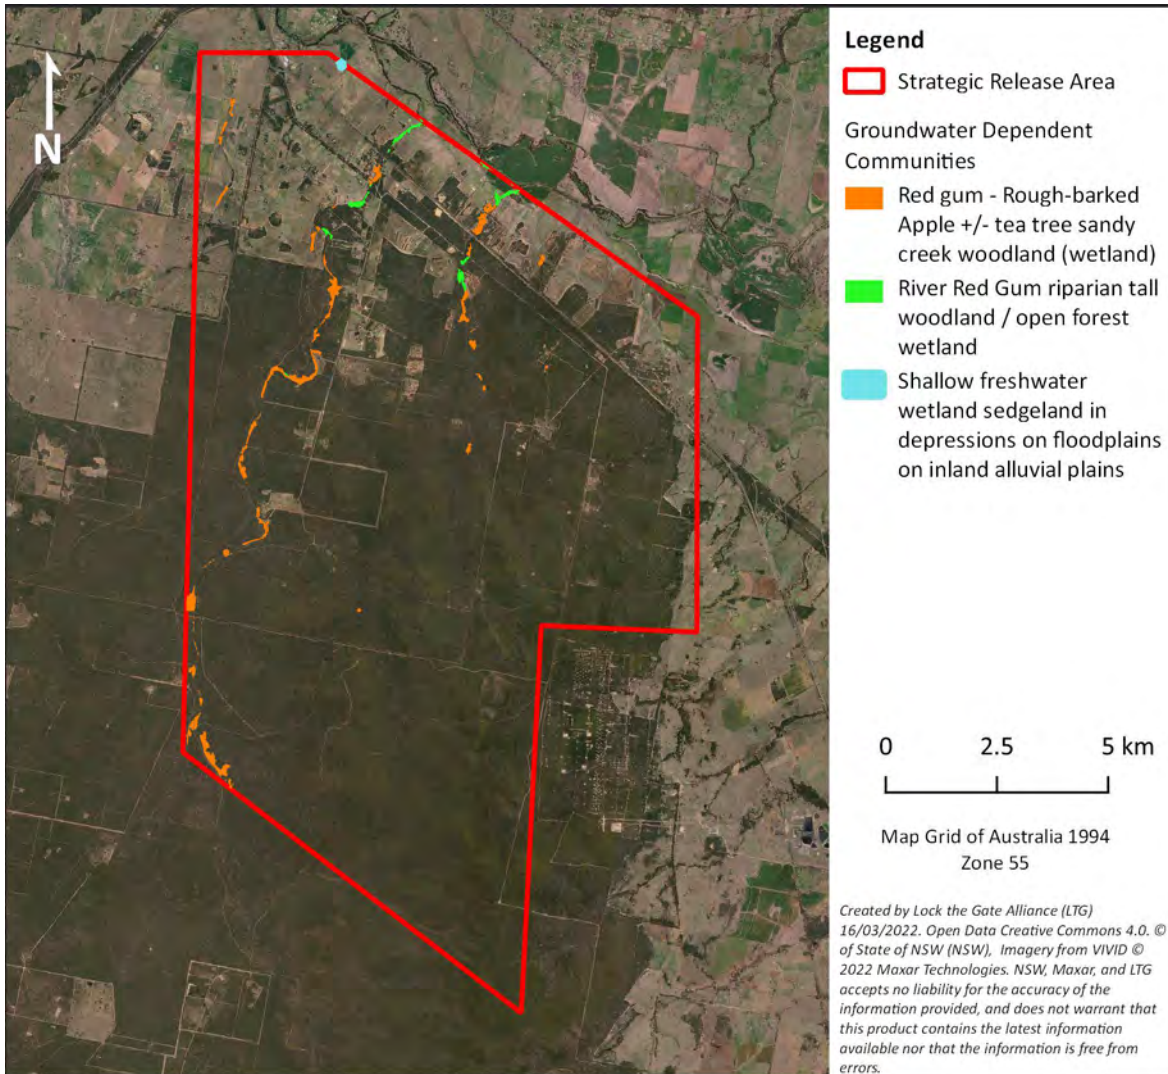 N
Legend
Strategic Release Area
Groundwater Dependent
Communities
Red gum - Rough-barked
Apple +/- tea tree sandy
creek woodland (wetland)
River Red Gum riparian tall
woodland / open forest
wetland
Shallow freshwater
wetland sedgeland in
depressions on floodplains
on inland alluvial plains
0 2.5 5 km
Map Grid of Australia 1994
Zone 55
Created by Lock the Gate Alliance (LTG)
16/03/2022. Open Data Creative Commons 4.0. ©
of State of NSW (NSW), Imagery from VIVID ©
2022 Maxar Technologies. NSW, Maxar, and LTG
accepts no liability for the accuracy of the
information provided, and does not warrant that
this product contains the latest information
available nor that the information is free from
errors.